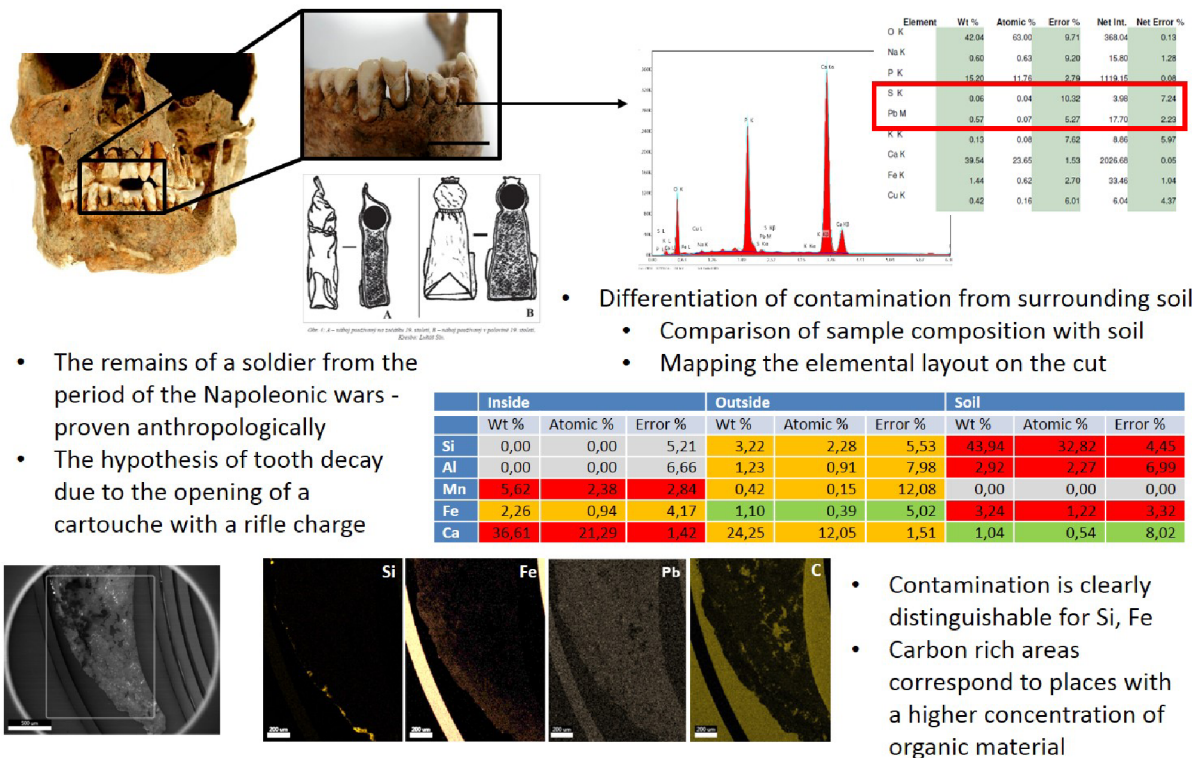 Element Wt % Atomic % Error % Net Int. Net Error %
O K 42.04 63.00 9.71 368.04 0.13
Na K 0.60 0.63 9.20 15.80 1.28
P K 15.20 11.76 2.79 1119.15 0.08
S K 0.06 0.04 10.32 3.98 7.24
Pb M 0.57 0.07 5.27 17.70 2.23
K K 0.13 0.08 7.62 8.86 5.97
Ca K 39.54 23.65 1.53 2026.68 0.05
Fe K 1.44 0.62 2.70 33.46 1.04
Cu K 0.42 0.16 6.01 6.04 4.37
O K
P K
Ca Kα
Ca Kβ
Na K
Pb M
A
B
• Differentiation of contamination from surrounding soil
• Comparison of sample composition with soil
• Mapping the elemental layout on the cut
• The remains of a soldier from the
period of the Napoleonic wars -
proven anthropologically
• The hypothesis of tooth decay
due to the opening of a
cartouche with a rifle charge
Inside Outside Soil
Wt % Atomic % Error % Wt % Atomic % Error % Wt % Atomic % Error %
Si 0,00 0,00 5,21 3,22 2,28 5,53 43,94 32,82 4,45
Al 0,00 0,00 6,66 1,23 0,91 7,98 2,92 2,27 6,99
Mn 5,62 2,38 2,84 0,42 0,15 12,08 0,00 0,00 0,00
Fe 2,26 0,94 4,17 1,10 0,39 5,02 3,24 1,22 3,32
Ca 36,61 21,29 1,42 24,25 12,05 1,51 1,04 0,54 8,02
500 um
Si Fe Pb C
200 um 200 um 200 um 200 um
• Contamination is clearly
distinguishable for Si, Fe
• Carbon rich areas
correspond to places with
a higher concentration of
organic material